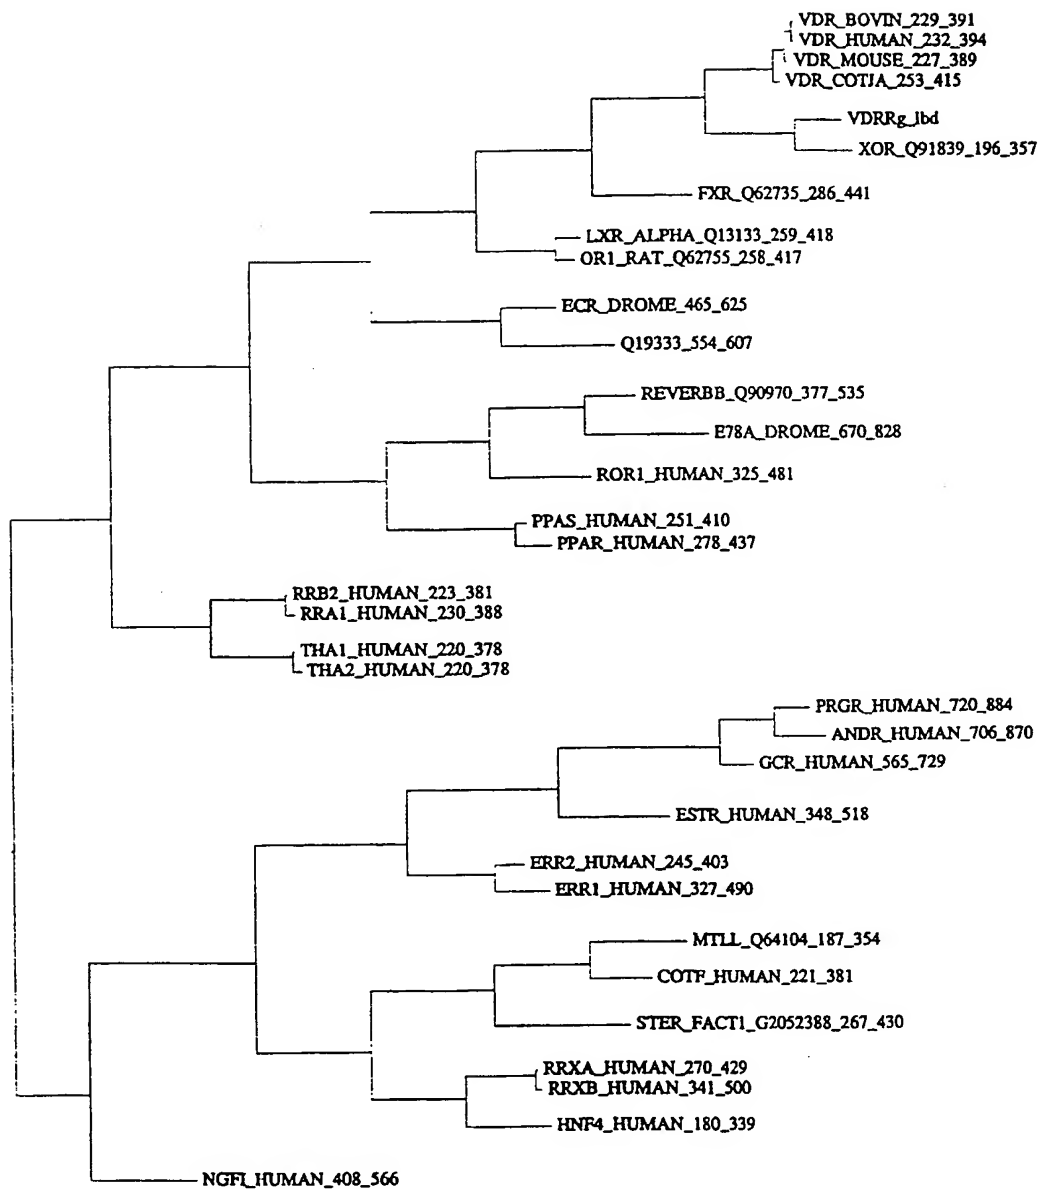 VDR_BOVIN_229_391
VDR_HUMAN_232_394
VDR_MOUSE_227_389
VDR_COTJA_253_415
VDRRg_lbd
XOR_Q91839_196_357
FXR_Q62735_286_441
LXR_ALPHA_Q13133_259_418
OR1_RAT_Q62755_258_417
ECR_DROME_465_625
Q19333_554_607
REVERBB_Q90970_377_535
E78A_DROME_670_828
ROR1_HUMAN_325_481
PPAS_HUMAN_251_410
PPAR_HUMAN_278_437
RRB2_HUMAN_223_381
RRA1_HUMAN_230_388
THA1_HUMAN_220_378
THA2_HUMAN_220_378
PRGR_HUMAN_720_884
ANDR_HUMAN_706_870
GCR_HUMAN_565_729
ESTR_HUMAN_348_518
ERR2_HUMAN_245_403
ERR1_HUMAN_327_490
MTLL_Q64104_187_354
COTF_HUMAN_221_381
STER_FACT1_G2052388_267_430
RRXA_HUMAN_270_429
RRXB_HUMAN_341_500
HNF4_HUMAN_180_339
NGFI_HUMAN_408_566